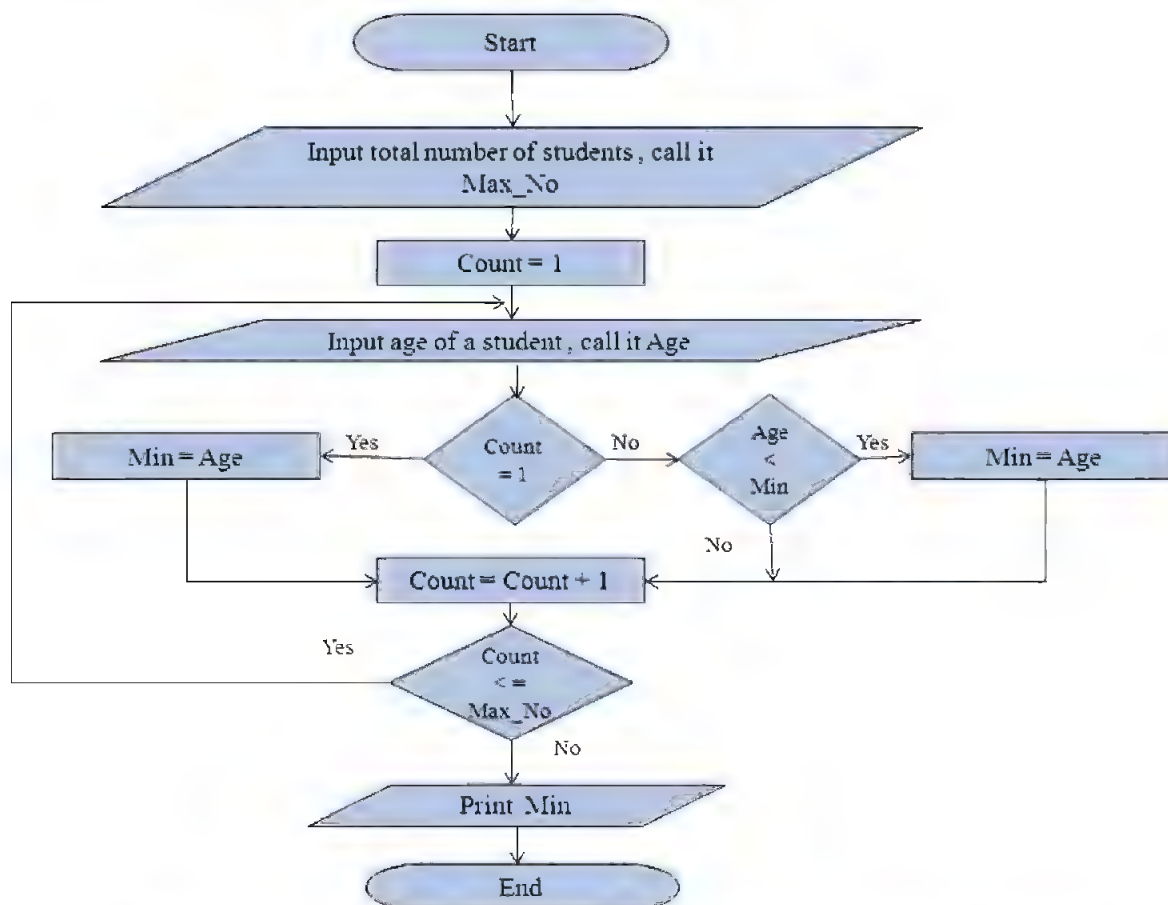 Start
Input total number of students , call it
Max_No
Count = 1
Input age of a student , call it Age
Min = Age
Yes
Count
= 1
No
Age
<
Min
Yes
Min = Age
No
Count = Count + 1
Yes
Count
< =
Max_No
No
Print Min
End